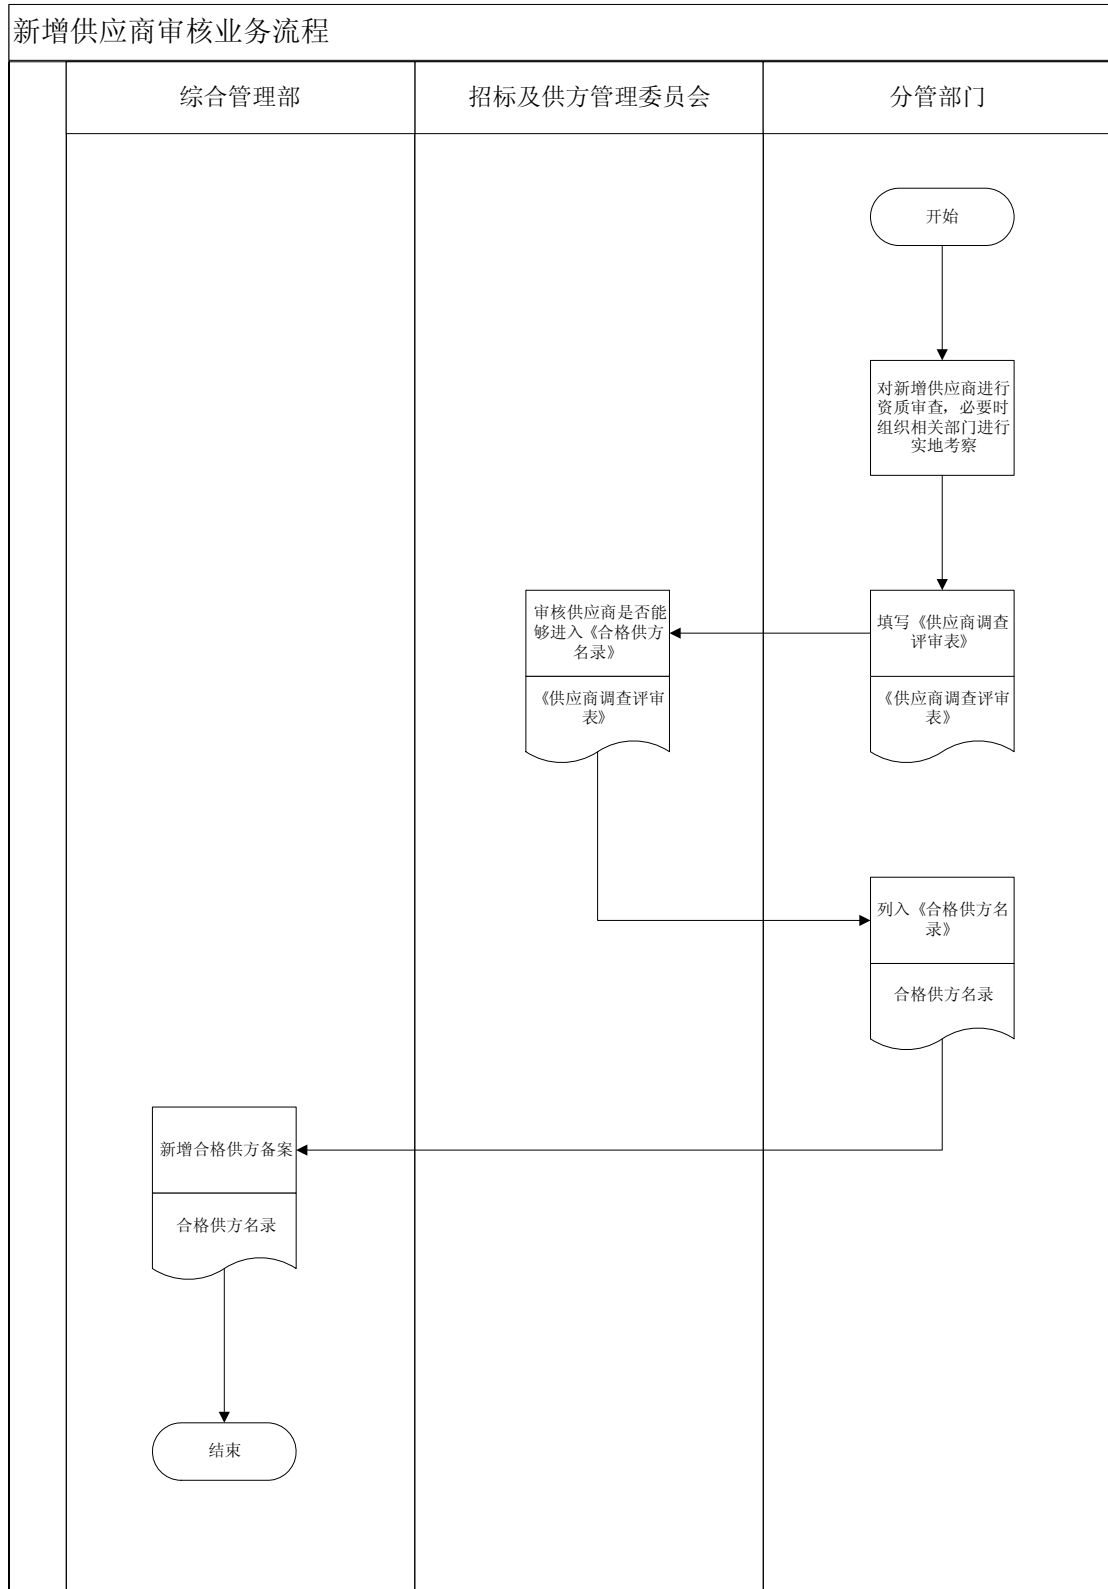 新增供应商审核业务流程
综合管理部
招标及供方管理委员会
分管部门
开始
对新增供应商进行
资质审查，必要时
组织相关部门进行
实地考察
审核供应商是否能
够进入《合格供方
名录》
《供应商调查评审
表》
填写《供应商调查
评审表》
《供应商调查评审
表》
列入《合格供方名
录》
合格供方名录
新增合格供方备案
合格供方名录
结束